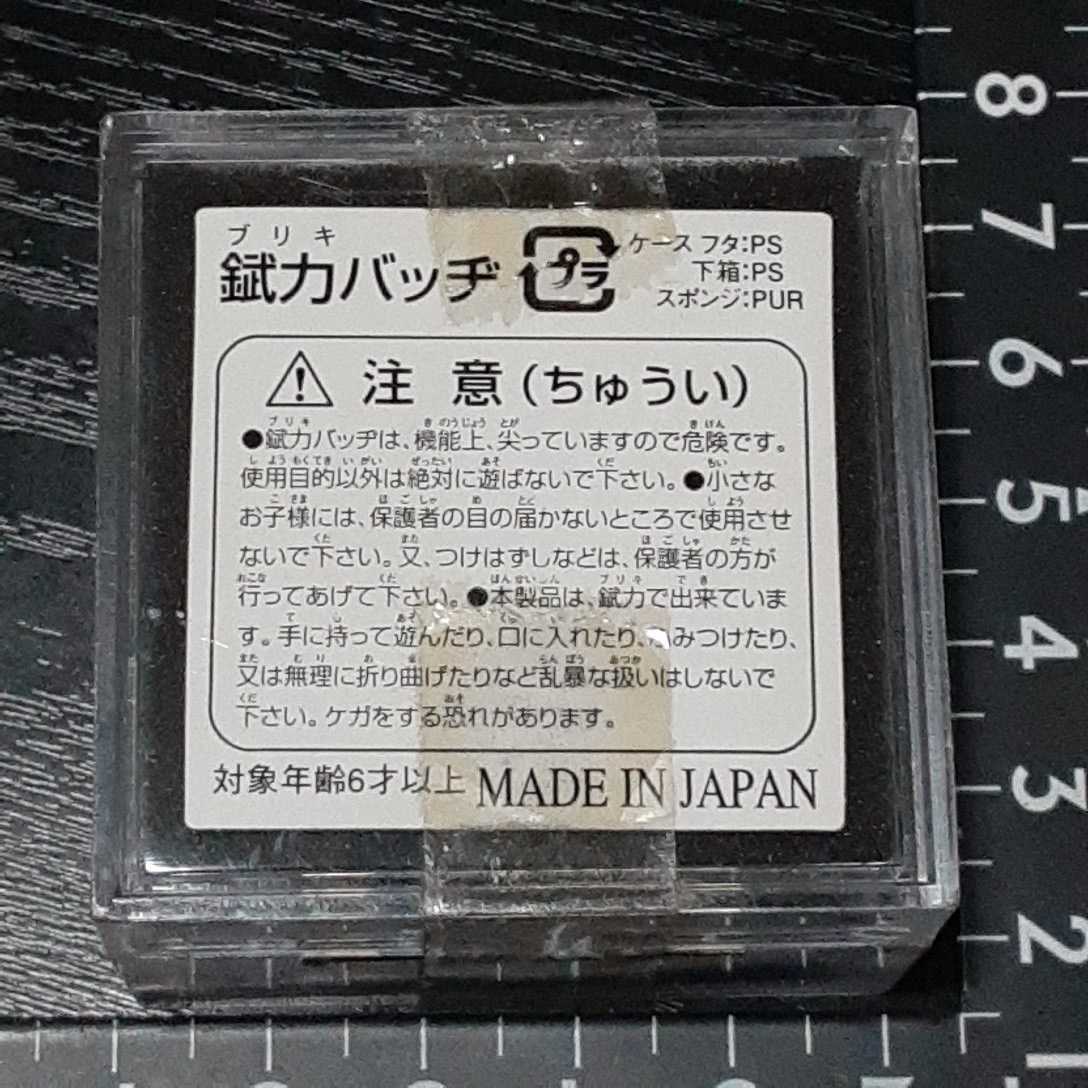 ブリキ
錻力バッヂ
プラ
ケース フタ:PS
下箱:PS
スポンジ:PUR
注意(ちゅうい)
●錻力バッヂは、機能上、尖っていますので危険です。
使用目的以外は絶対に遊ばないで下さい。●小さな
お子様には、保護者の目の届かないところで使用させ
ないで下さい。又、つけはずしなどは、保護者の方が
行ってあげて下さい。●本製品は、錻力で出来ていま
す。手に持って遊んだり、口に入れたり、みつけたり、
又は無理に折り曲げたりなど乱暴な扱いはしないで
下さい。ケガをする恐れがあります。
対象年齢6才以上 MADE IN JAPAN
8
7
6
5
4
3
2
1